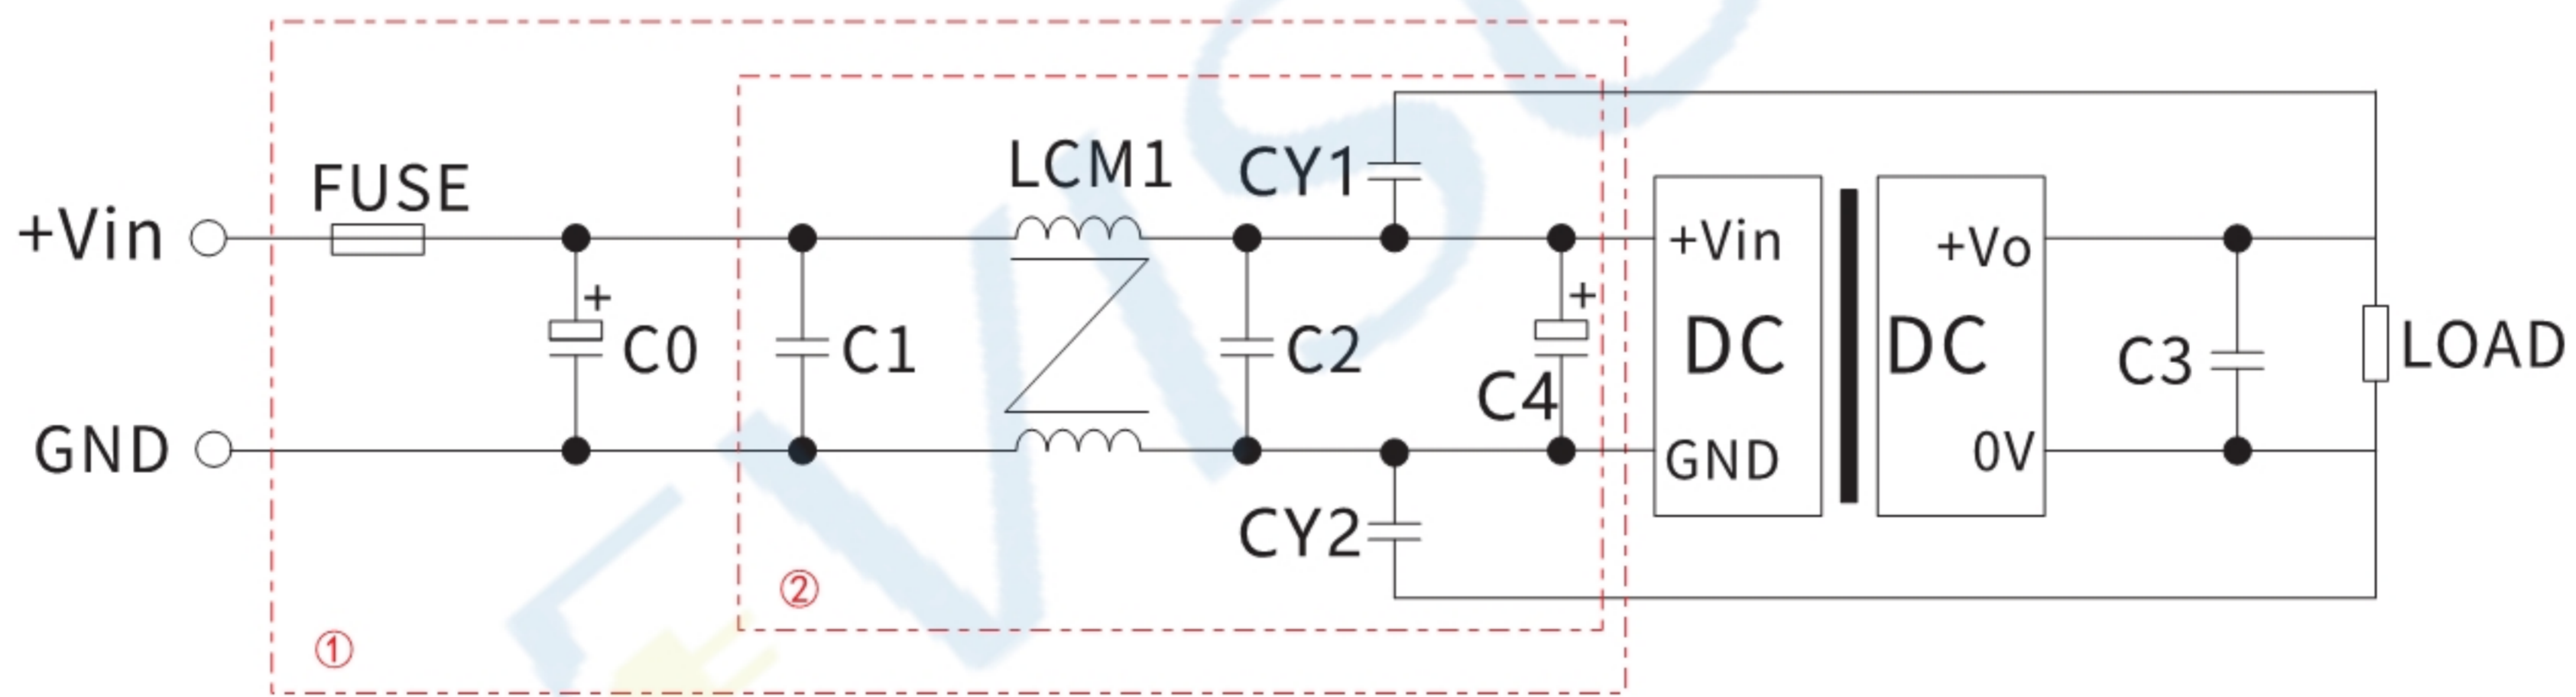 LCM1
CY1
FUSE
+Vin
+Vin
+Vo
+
+
C0
C1
C2
C4
DC
DC
C3
LOAD
GND
GND
0V
CY2
②
①